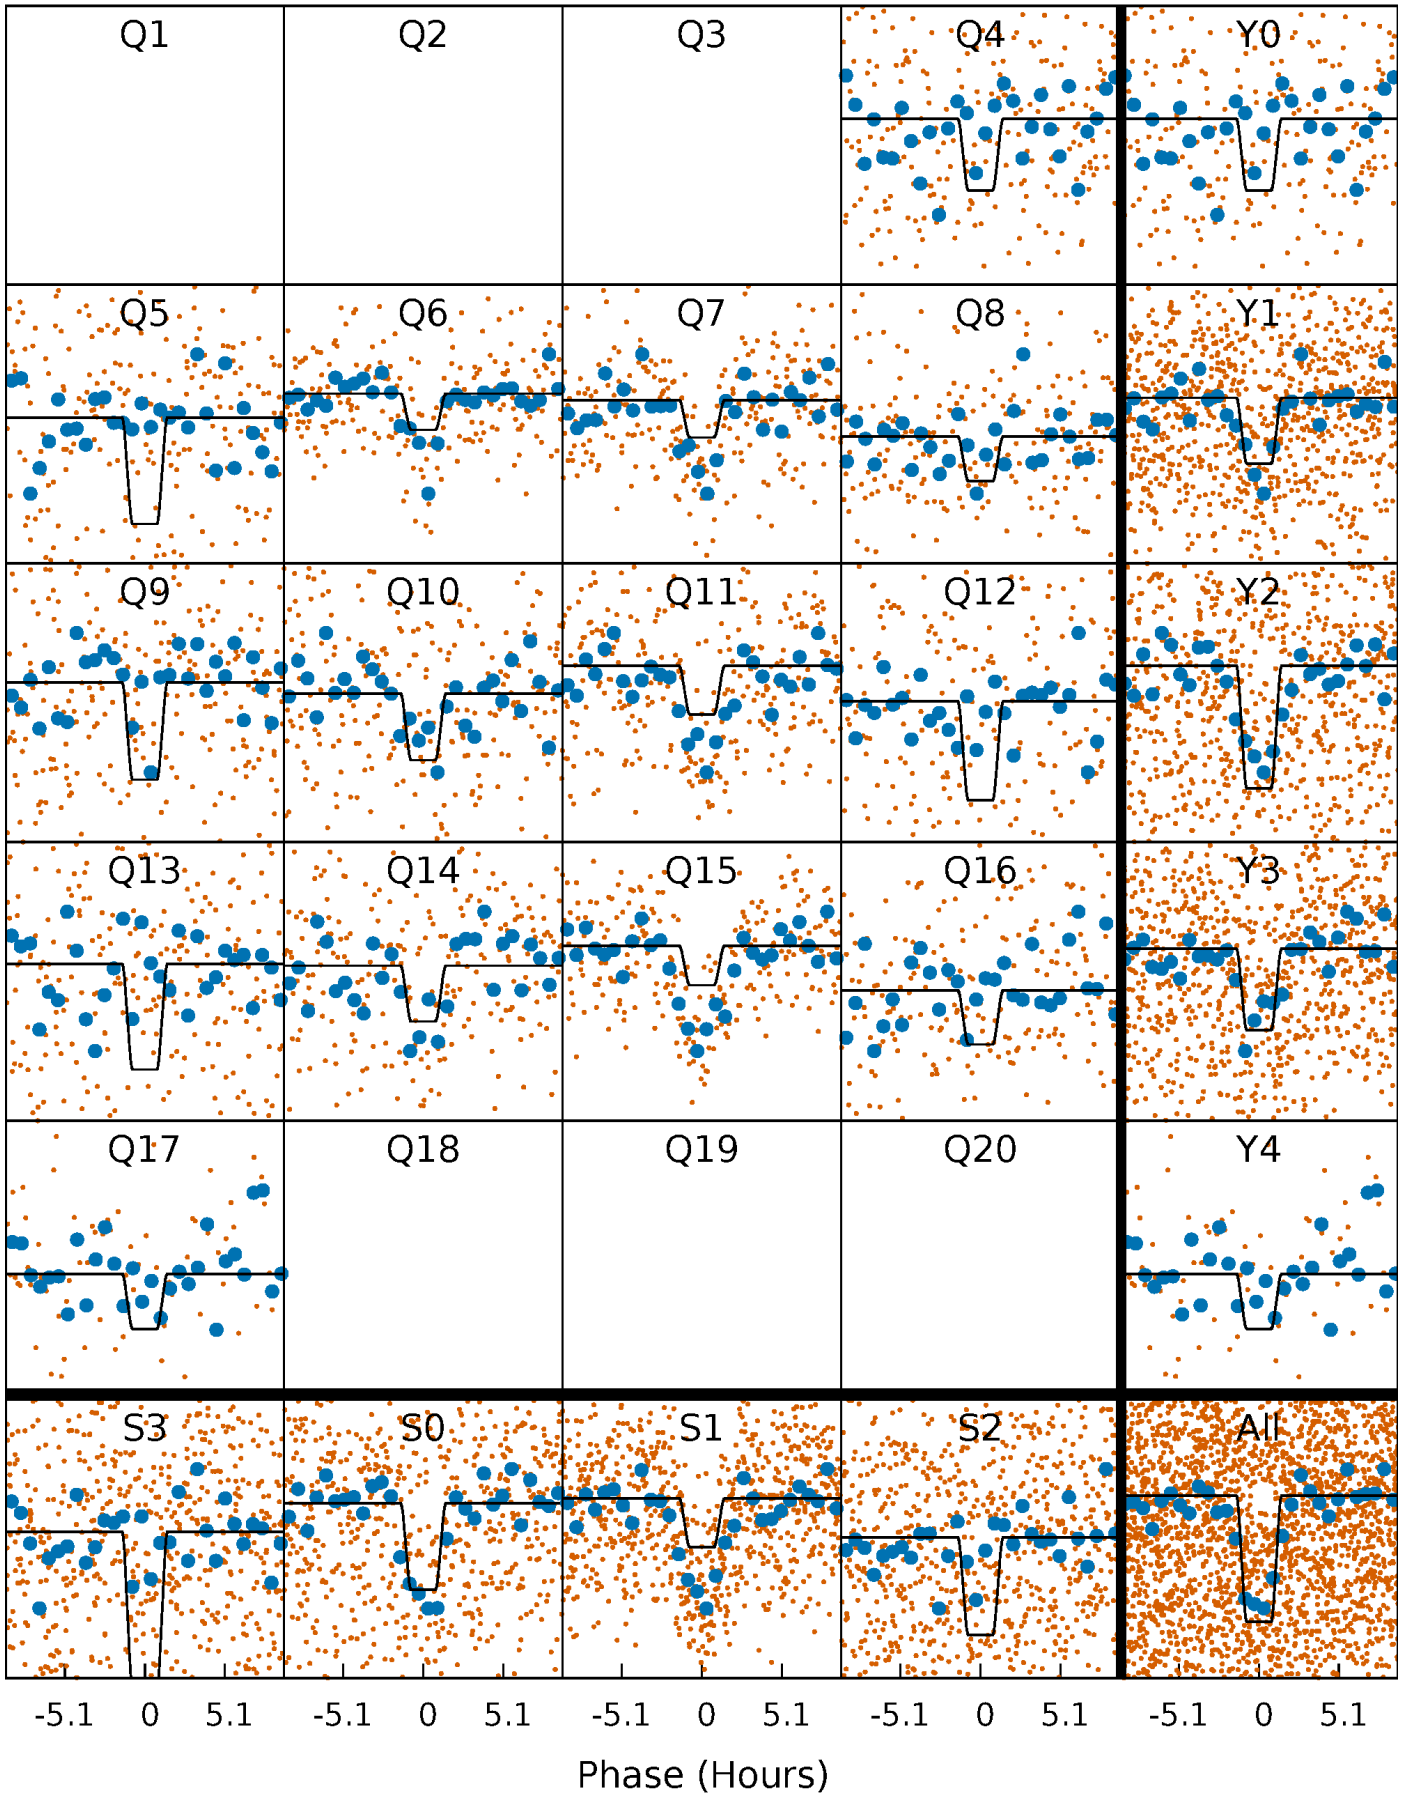 Q1 Q2 Q3 Q4 Y0
Q5 Q6 Q7 Q8 Y1
Q9 Q10 Q11 Q12 Y2
Q13 Q14 Q15 Q16 Y3
Q17 Q18 Q19 Q20 Y4
S3 S0 S1 S2 All
-5.1 0 5.1 -5.1 0 5.1 -5.1 0 5.1 -5.1 0 5.1 -5.1 0 5.1
Phase (Hours)